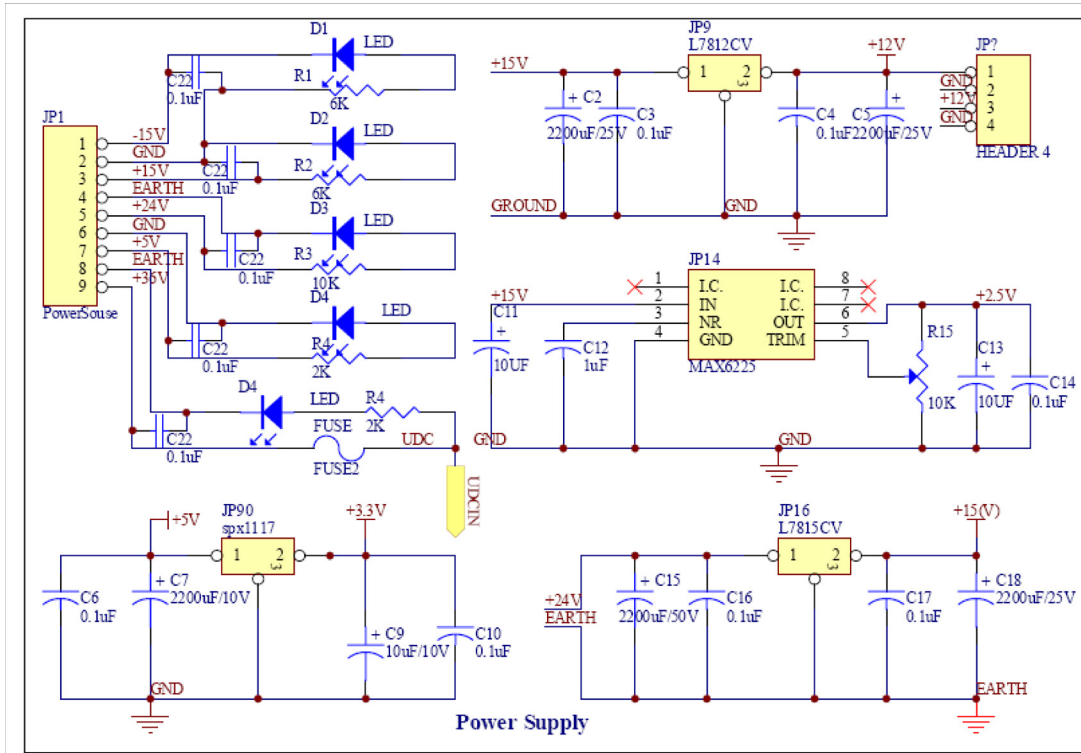 D1
LED
C22
0.1uF
R1
6K
JP1
-15V
GND
+15V
EARTH
+24V
GND
+5V
EARTH
+36V
1
2
3
4
5
6
7
8
9
PowerSouse
D2
LED
C22
0.1uF
R2
6K
D3
LED
C22
0.1uF
R3
10K
D4
LED
C22
0.1uF
R4
2K
D4
LED
R4
2K
C22
0.1uF
FUSE
FUSE2
UDC
UDCIN
JP9
L7812CV
+15V
1
2
3
+12V
C2
2200uF/25V
C3
0.1uF
C4
0.1uF
C5
2200uF/25V
GROUND
GND
JP?
GND
+12V
GND
1
2
3
4
HEADER 4
JP14
+15V
1
2
3
4
I.C.
IN
NR
GND
I.C.
I.C.
OUT
TRIM
8
7
6
5
MAX6225
+2.5V
C11
10UF
C12
1uF
R15
10K
C13
10UF
C14
0.1uF
GND
GND
JP90
spx1117
+5V
1
2
3
+3.3V
C6
0.1uF
C7
2200uF/10V
C9
10uF/10V
C10
0.1uF
GND
JP16
L7815CV
+24V
EARTH
1
2
3
+15(V)
C15
2200uF/50V
C16
0.1uF
C17
0.1uF
C18
2200uF/25V
EARTH
Power Supply